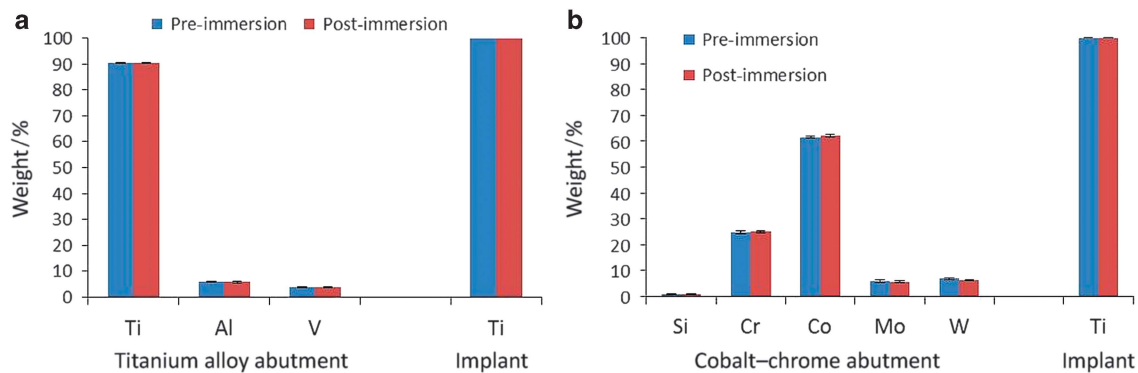 a
Pre-immersion Post-immersion
100
90
80
70
60
50
40
30
20
10
0
Weight/%
Ti Al V Ti
Titanium alloy abutment Implant
b
Pre-immersion
Post-immersion
100
90
80
70
60
50
40
30
20
10
0
Weight/%
Si Cr Co Mo W Ti
Cobalt–chrome abutment Implant